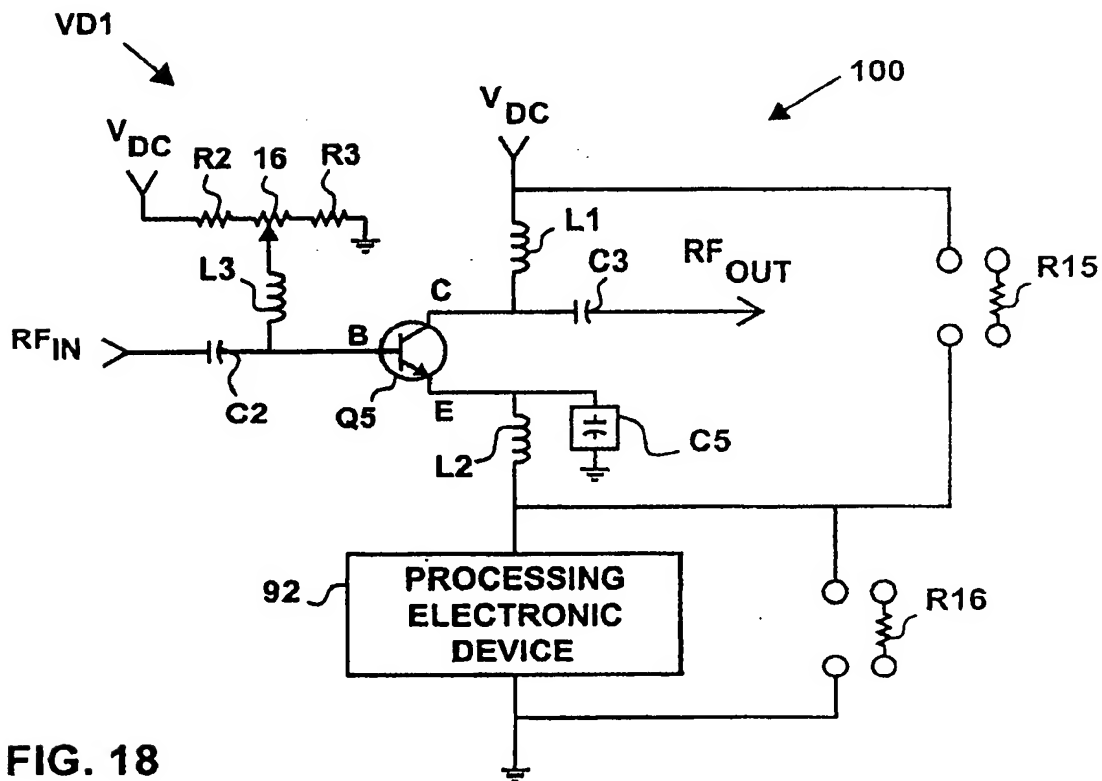 VD1
100
VDC
VDC
R2
16
R3
L1
L3
C3
RFOUT
R15
C
RFIN
B
C2
Q5
E
L2
C5
92
PROCESSING
ELECTRONIC
DEVICE
R16
FIG. 18